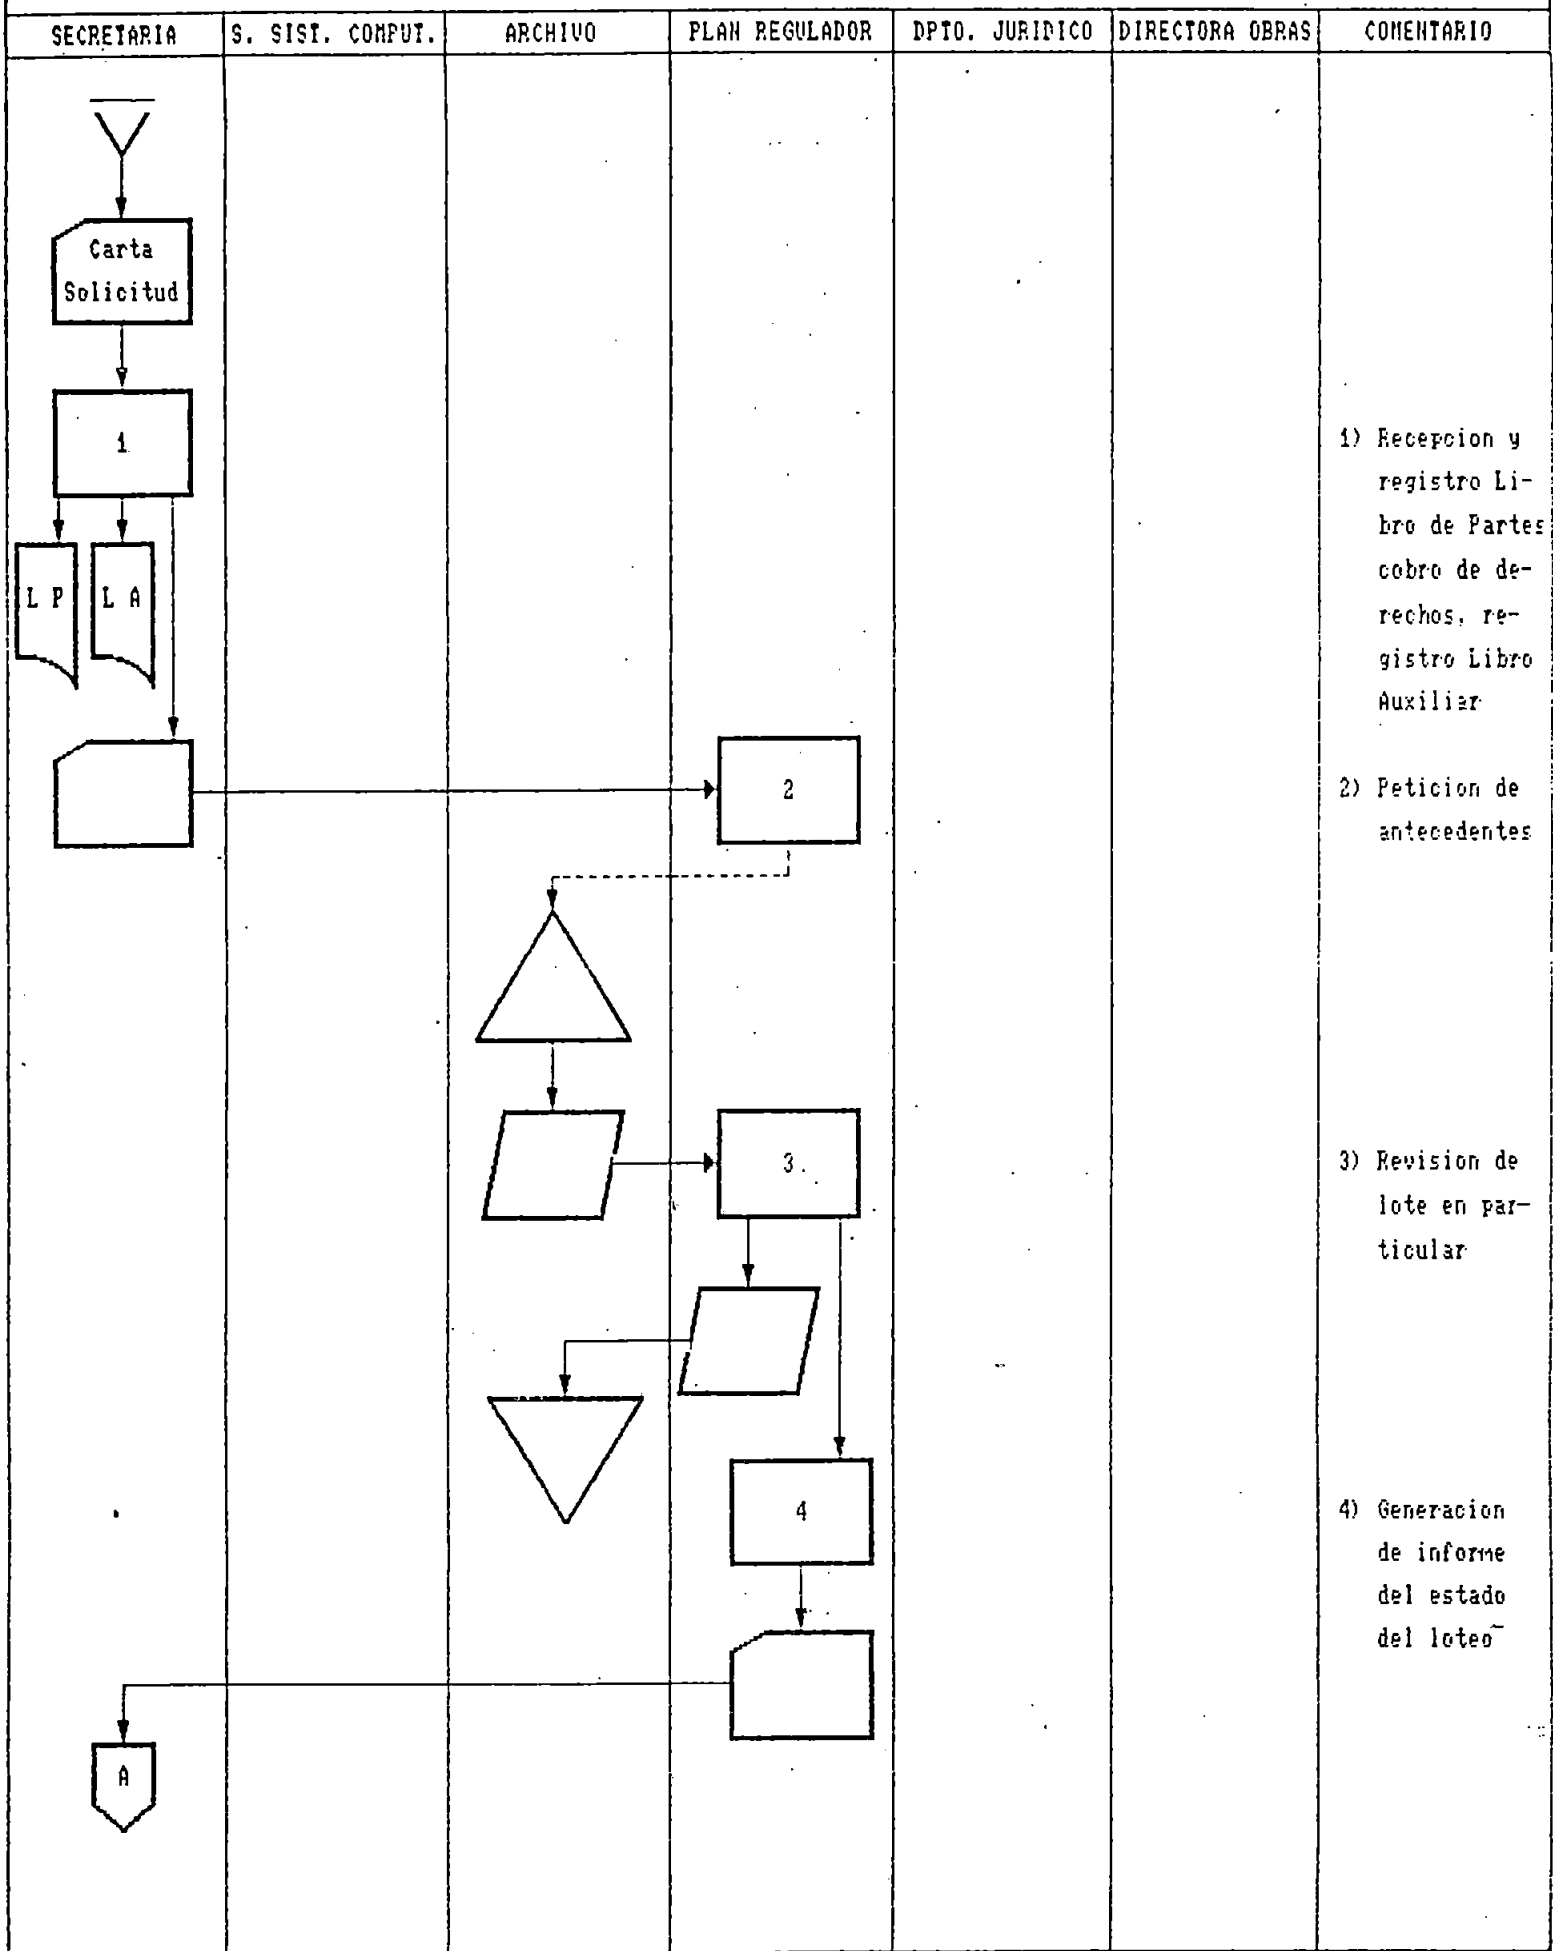 SECRETARIA
S. SIST. COMPUT.
ARCHIVO
PLAN REGULADOR
DPTO. JURIDICO
DIRECTORA OBRAS
COMENTARIO
Carta
Solicitud
1
1) Recepcion y
registro Li-
bro de Partes
cobro de de-
rechos, re-
gistro Libro
Auxiliar
L P
L A
2
2) Peticion de
antecedentes
3
3) Revision de
lote en par-
ticular
4
4) Generacion
de informe
del estado
del loteo
A